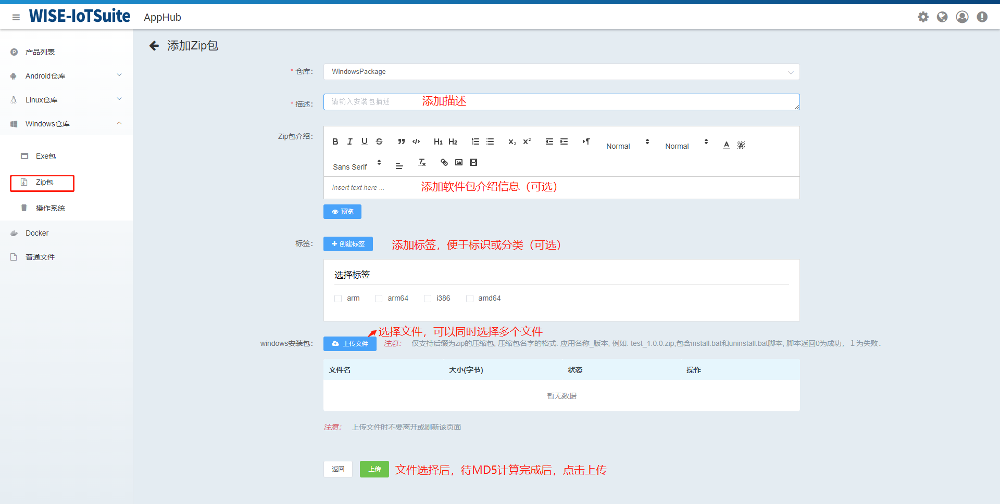 WISE-IoTSuite AppHub
产品列表
Android仓库
Linux仓库
Windows仓库
Exe包
Zip包
操作系统
Docker
普通文件
添加Zip包
* 仓库: WindowsPackage
* 描述: 请输入安装包描述 添加描述
Zip包介绍:
B I U S H1 H2 X2 X2 Normal Normal A A
Sans Serif
Insert text here ... 添加软件包介绍信息（可选）
预览
标签: 创建标签 添加标签，便于标识或分类（可选）
选择标签
arm arm64 i386 amd64
选择文件，可以同时选择多个文件
windows安装包: 上传文件 注意: 仅支持后缀为zip的压缩包, 压缩包名字的格式: 应用名称_版本, 例如: test_1.0.0.zip,包含install.bat和uninstall.bat脚本, 脚本返回0为成功，1为失败.
文件名 大小(字节) 状态 操作
暂无数据
注意: 上传文件时不要离开或刷新该页面
返回 上传 文件选择后，待MD5计算完成后，点击上传